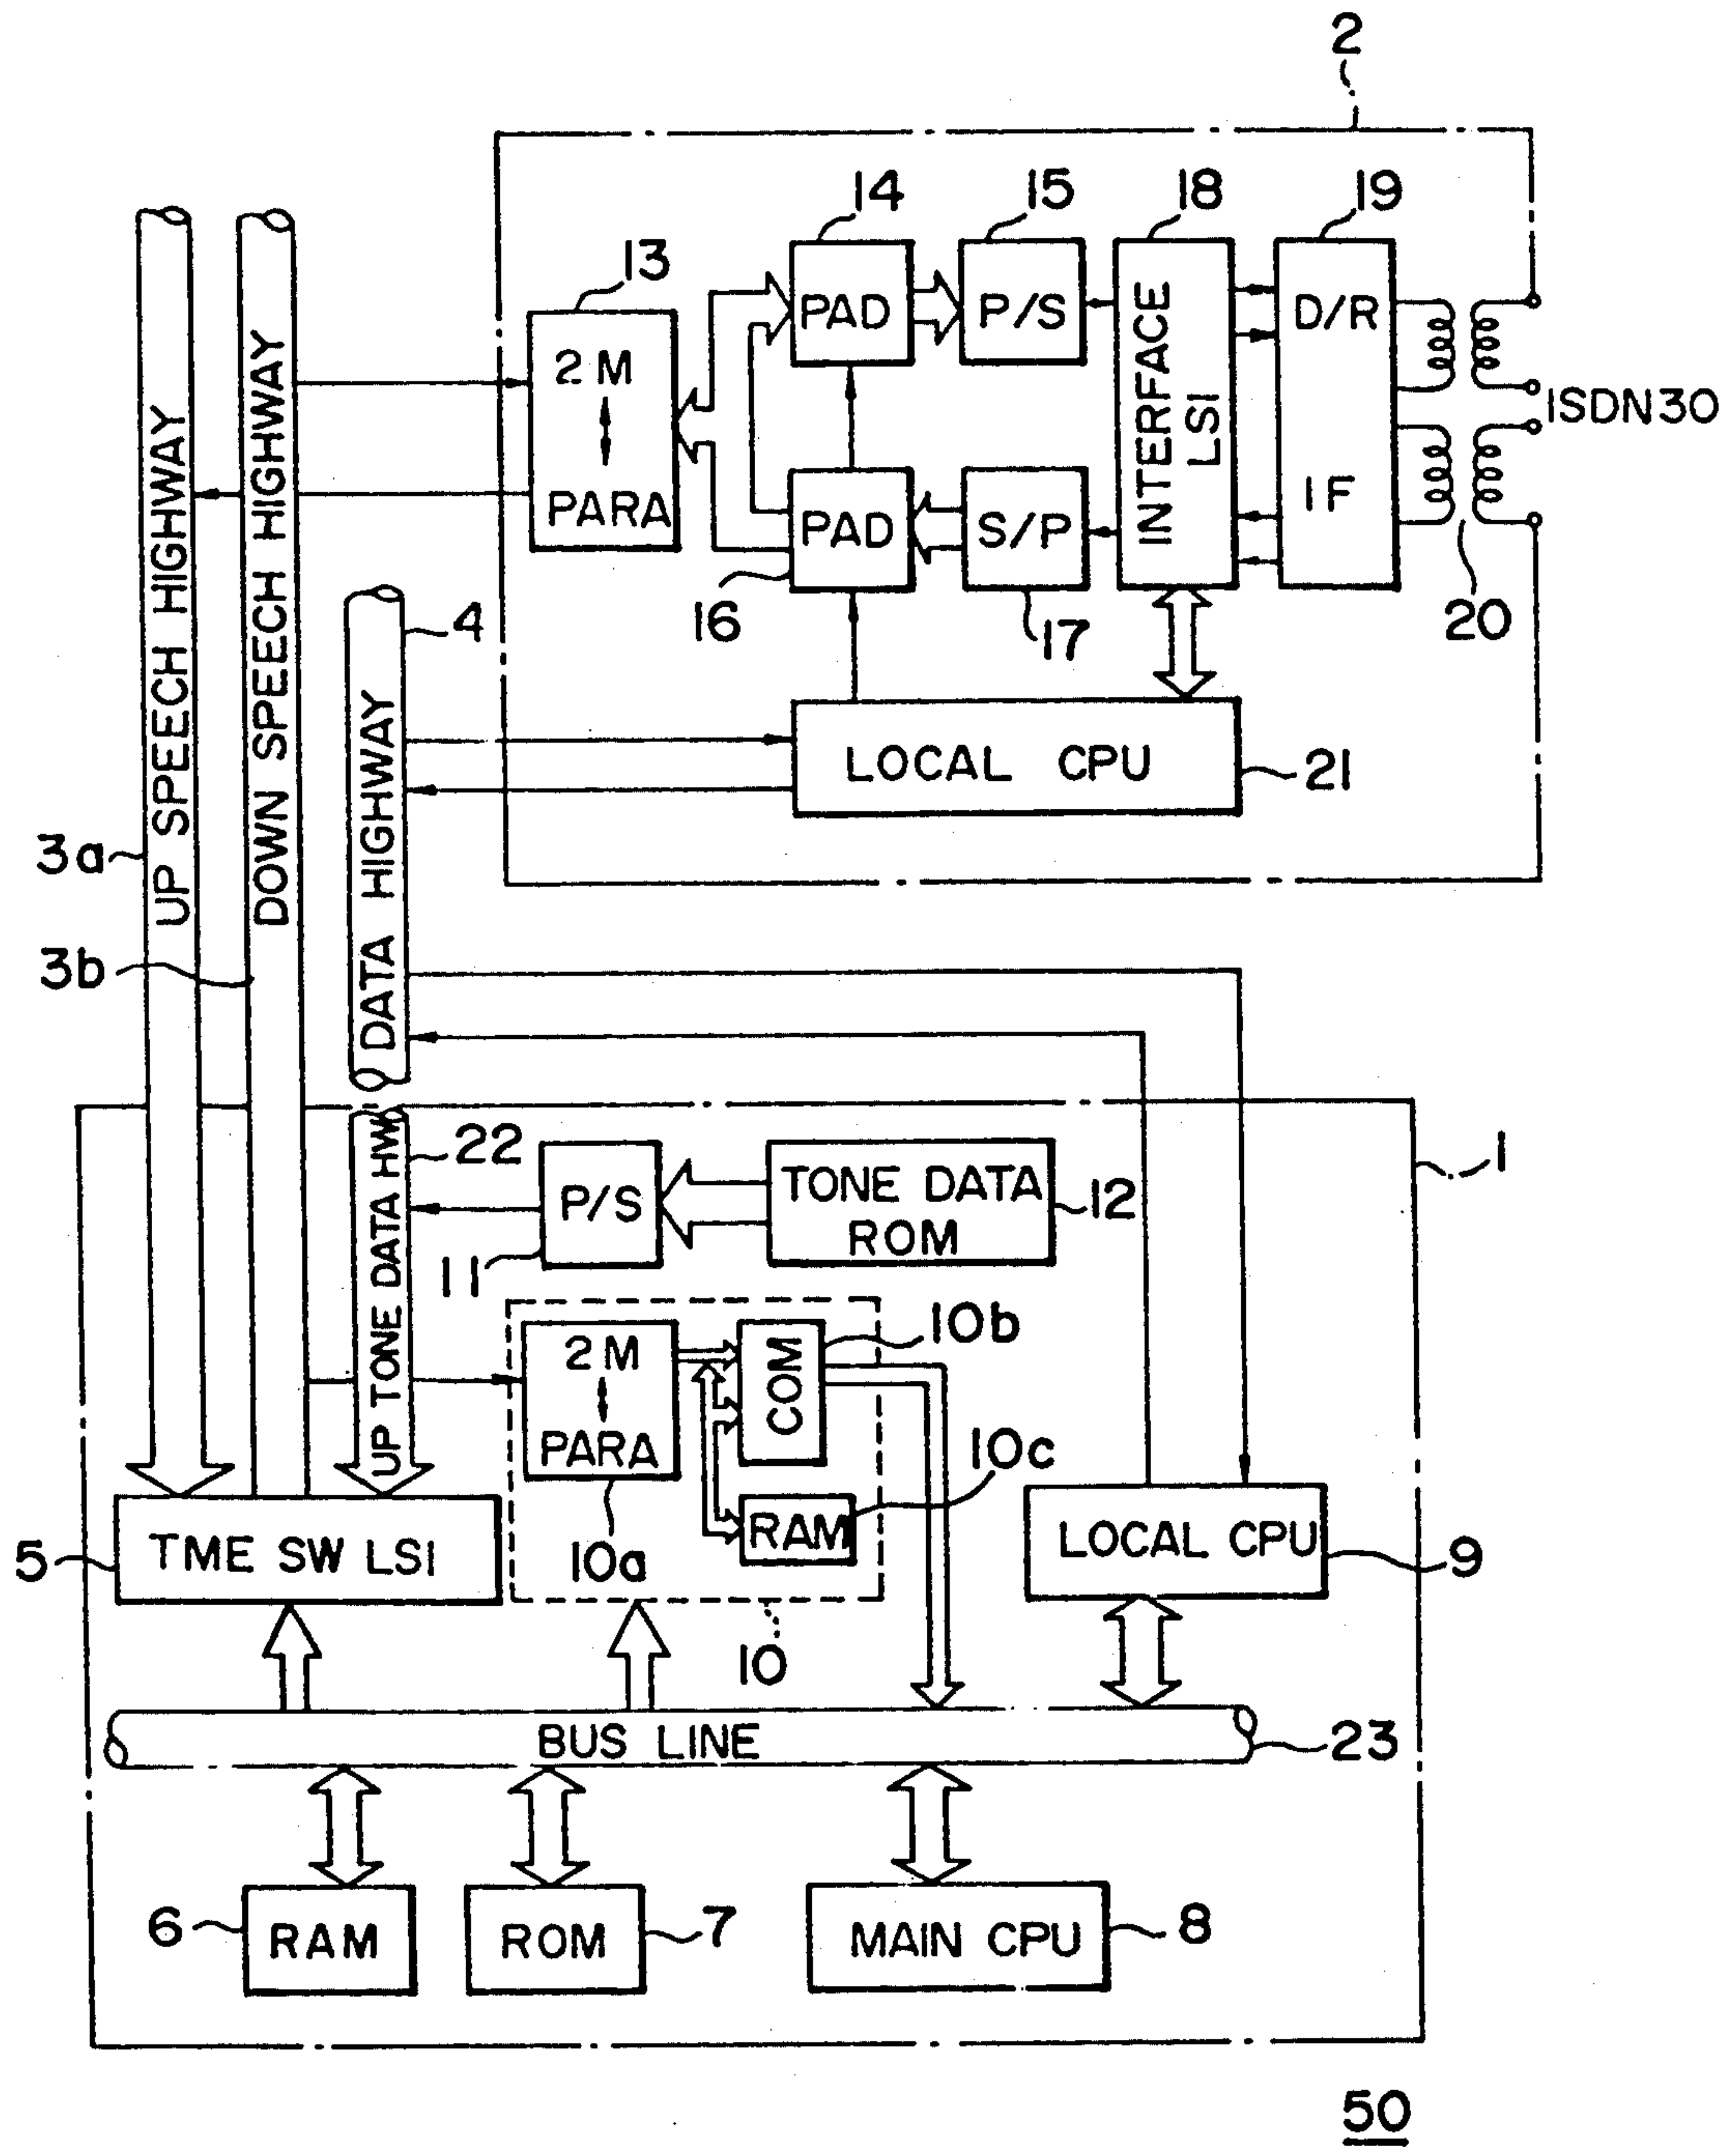 2
14
15
18
19
13
PAD
P/S
INTERFACE LSI
D/R
IF
2M
PARA
ISDN30
PAD
S/P
16
17
20
4
UP SPEECH HIGHWAY
DOWN SPEECH HIGHWAY
DATA HIGHWAY
LOCAL CPU
21
3a
3b
22
UP TONE DATA HW
P/S
11
TONE DATA
ROM
12
1
2M
PARA
10a
COM
10b
10c
RAM
10
TME SW LSI
5
LOCAL CPU
9
BUS LINE
23
6
RAM
ROM
7
MAIN CPU
8
50